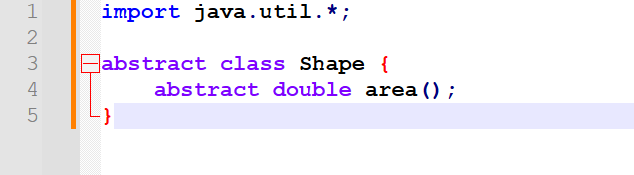 1 import java.util.*;
2
3 abstract class Shape {
4     abstract double area();
5 }